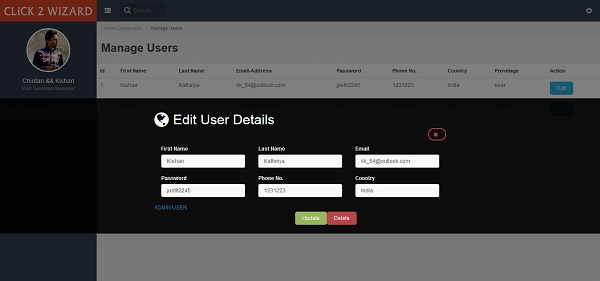 CLICK 2 WIZARD
Search
Admin Dashboard
Manage Users
Manage Users
Chintan && Kishan
Web Developer/Designer
Id First Name Last Name Email-Address Password Phone No. Country Prevelage Action
1 Kishan Kathiriya kk_54@outlook.com justk2245 1231223 India user Edit
Edit User Details
First Name Last Name Email
Kishan Kathiriya kk_54@outlook.com
Password Phone No. Country
justk2245 1231223 India
ADMIN USER
Update Delete